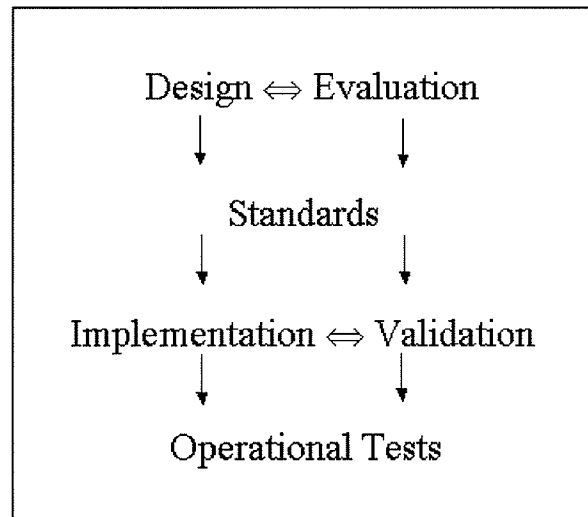 Design ⇔ Evaluation
Standards
Implementation ⇔ Validation
Operational Tests